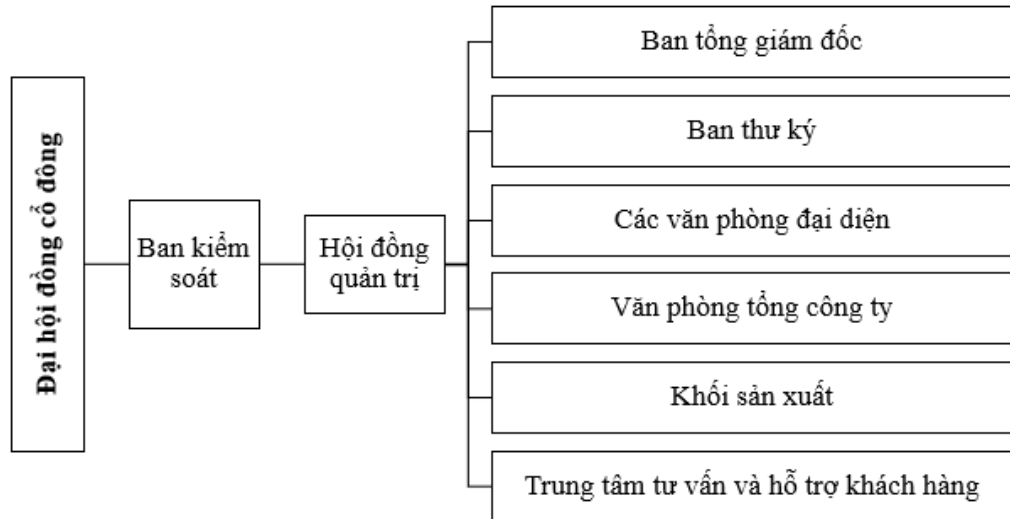 Đại hội đồng cổ đông
Ban kiểm
soát
Hội đồng
quản trị
Ban tổng giám đốc
Ban thư ký
Các văn phòng đại diện
Văn phòng tổng công ty
Khối sản xuất
Trung tâm tư vấn và hỗ trợ khách hàng